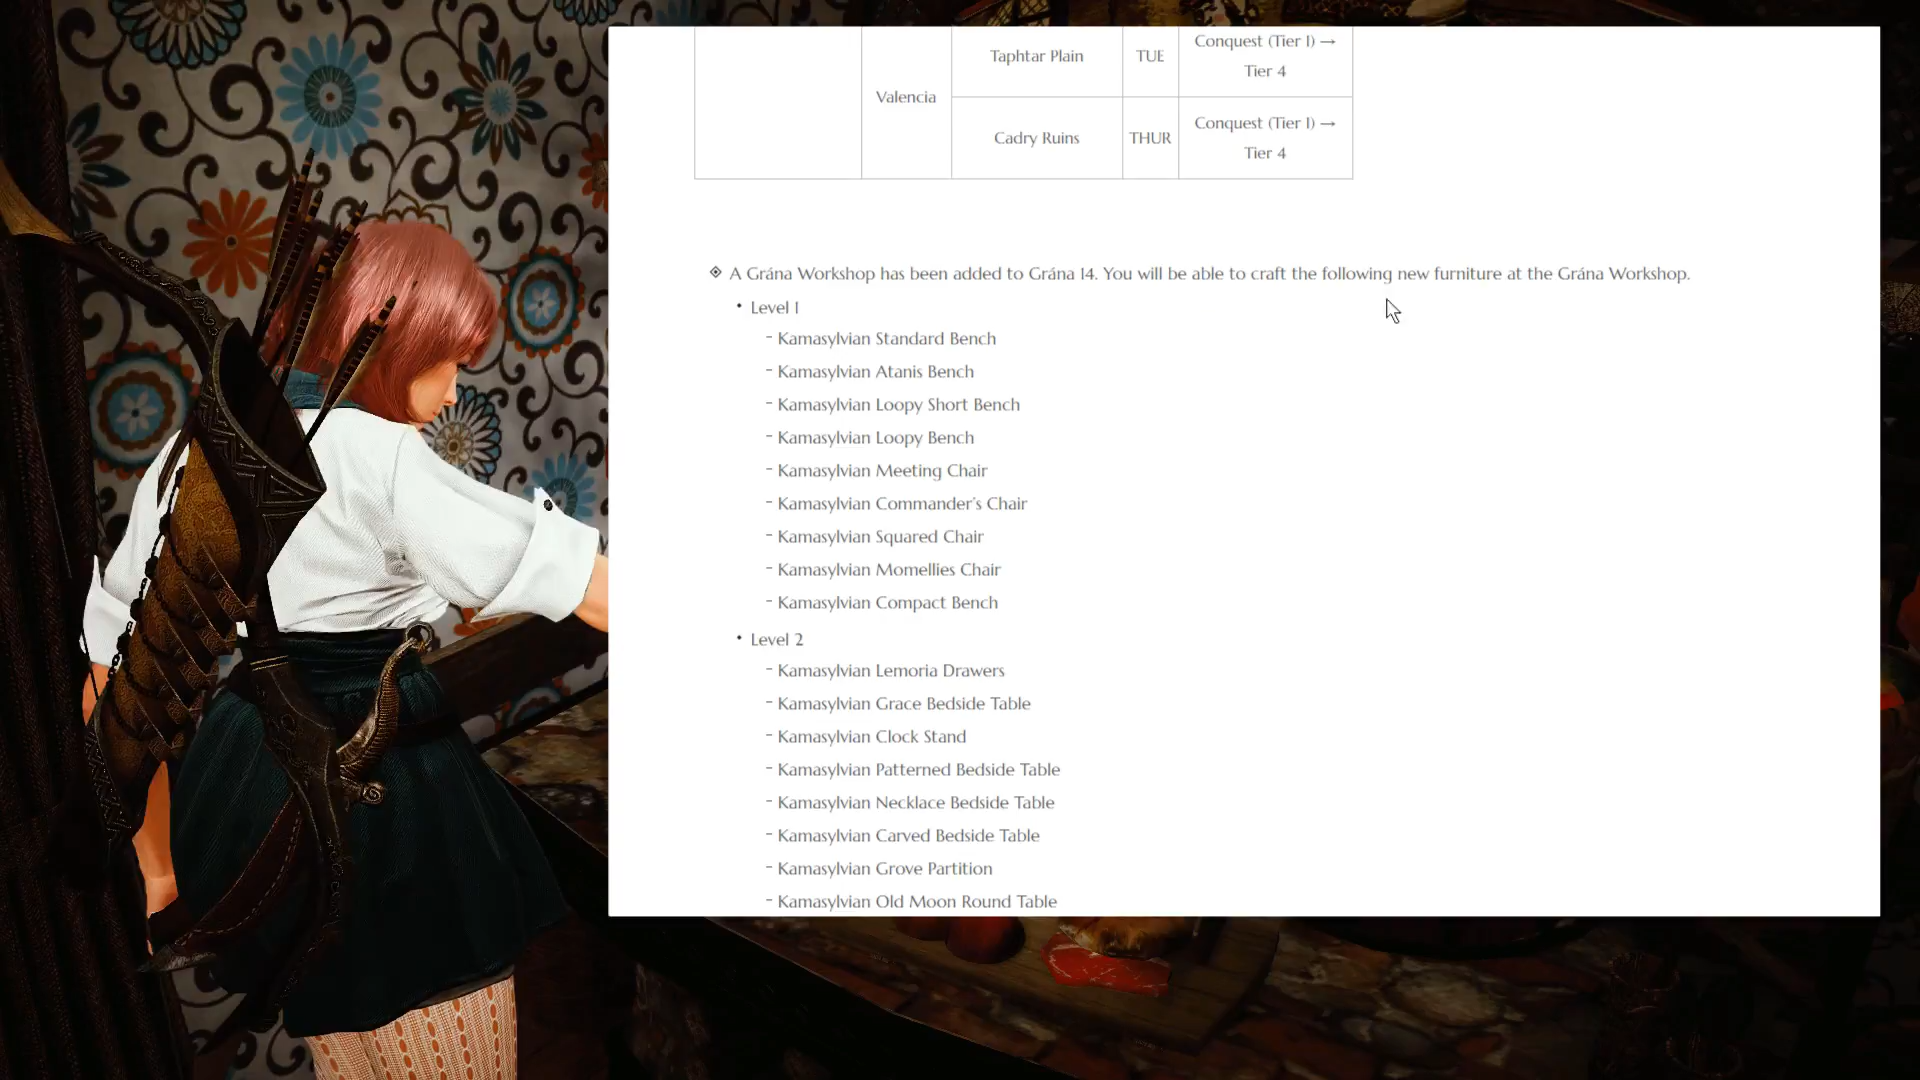 Valencia
Taphtar Plain
TUE
Conquest (Tier 1) →
Tier 4
Cadry Ruins
THUR
Conquest (Tier 1) →
Tier 4
A Grána Workshop has been added to Grána 14. You will be able to craft the following new furniture at the Grána Workshop.
• Level 1
- Kamasylvian Standard Bench
- Kamasylvian Atanis Bench
- Kamasylvian Loopy Short Bench
- Kamasylvian Loopy Bench
- Kamasylvian Meeting Chair
- Kamasylvian Commander's Chair
- Kamasylvian Squared Chair
- Kamasylvian Momellies Chair
- Kamasylvian Compact Bench
• Level 2
- Kamasylvian Lemoria Drawers
- Kamasylvian Grace Bedside Table
- Kamasylvian Clock Stand
- Kamasylvian Patterned Bedside Table
- Kamasylvian Necklace Bedside Table
- Kamasylvian Carved Bedside Table
- Kamasylvian Grove Partition
- Kamasylvian Old Moon Round Table